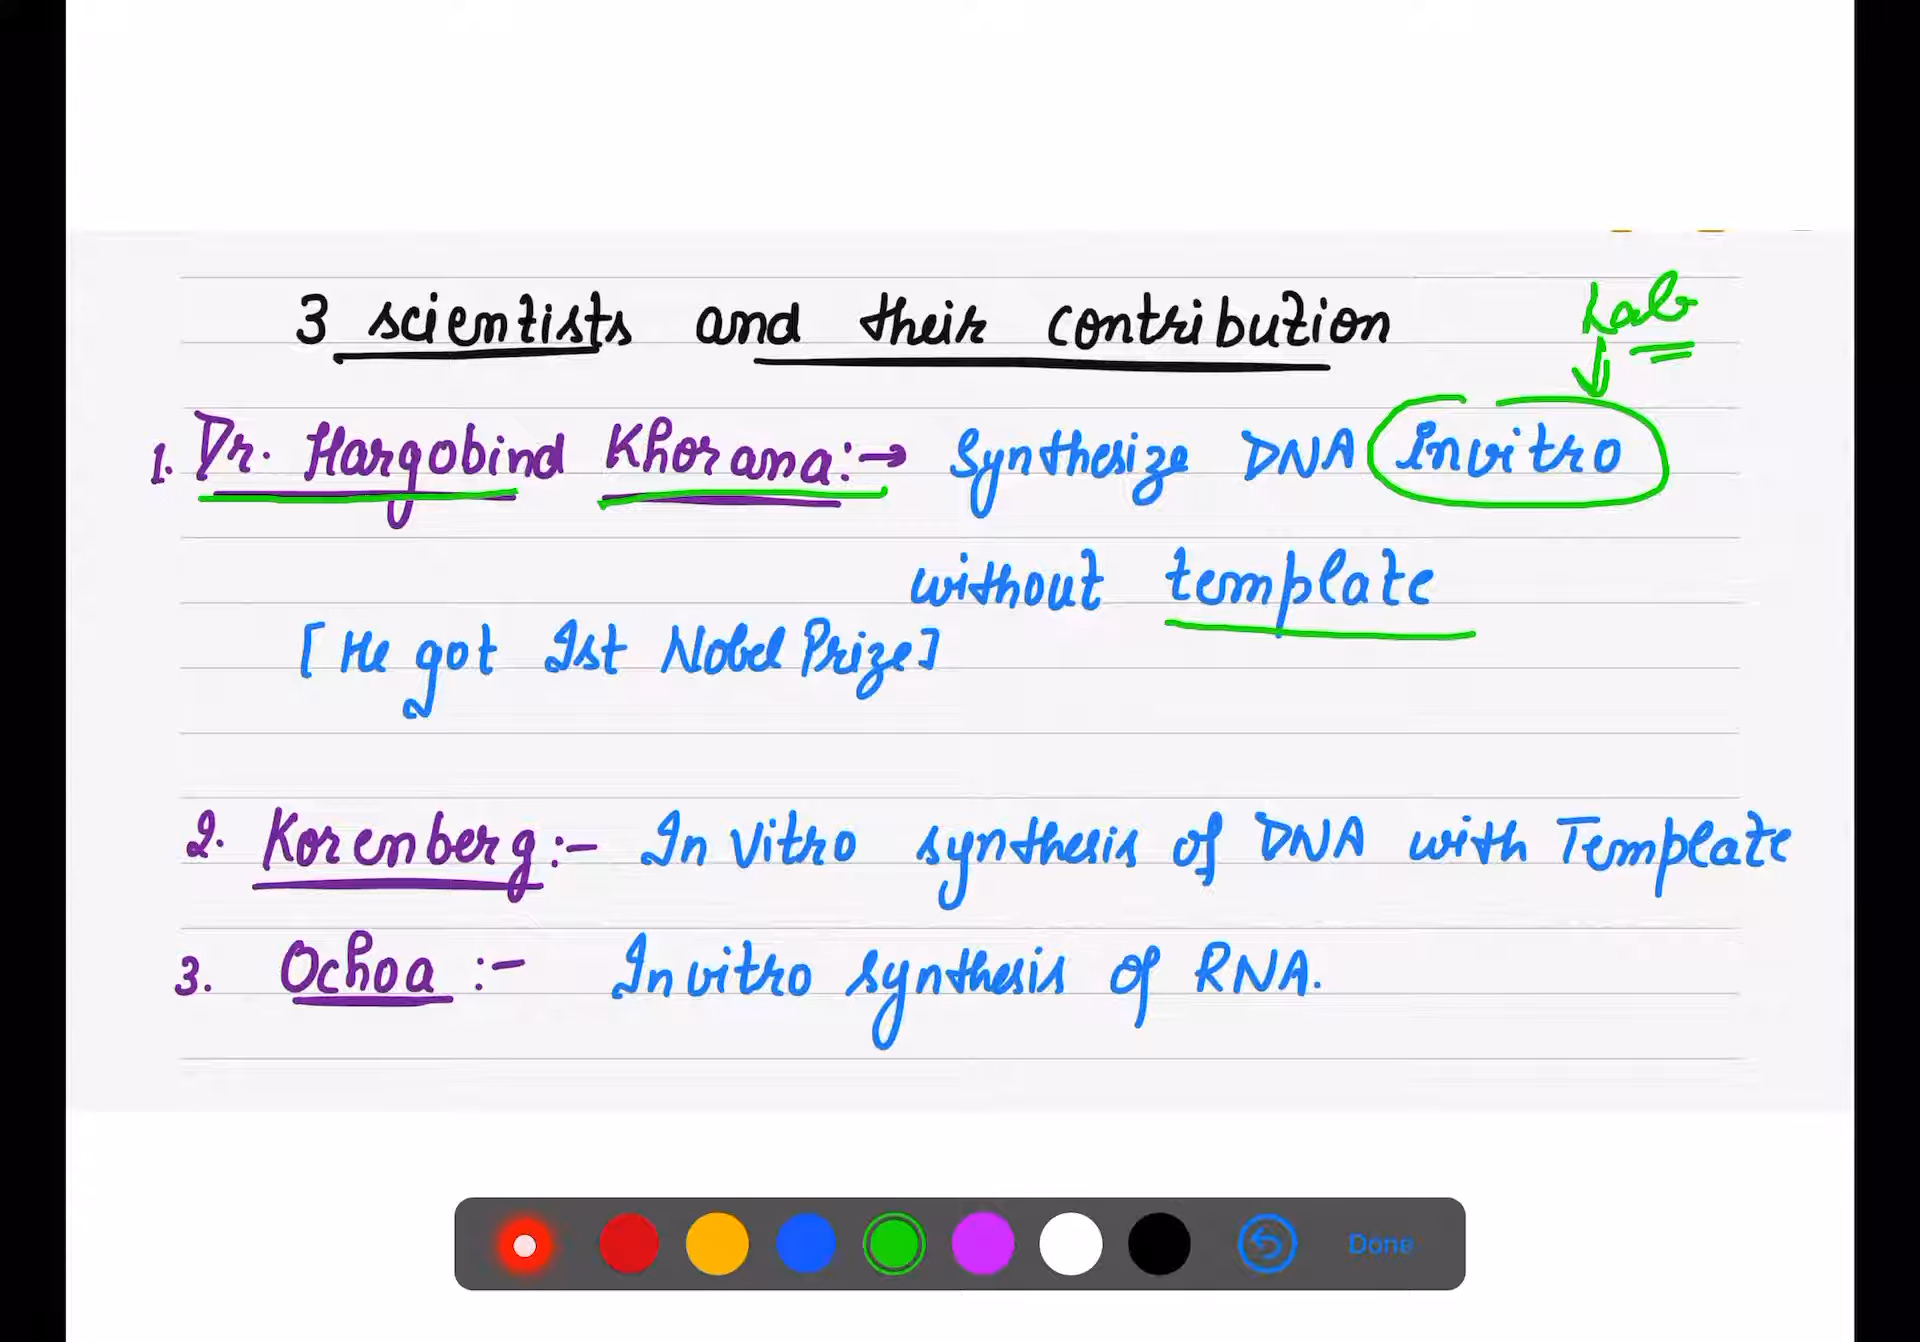 3 scientists and their contribution
Lab
1. Dr. Hargobind Khorana:→ Synthesize DNA Invitro
without template
[He got Ist Nobel Prize]
2. Korenberg:- In Vitro synthesis of DNA with Template
3. Ochoa :- Invitro synthesis of RNA.
Done